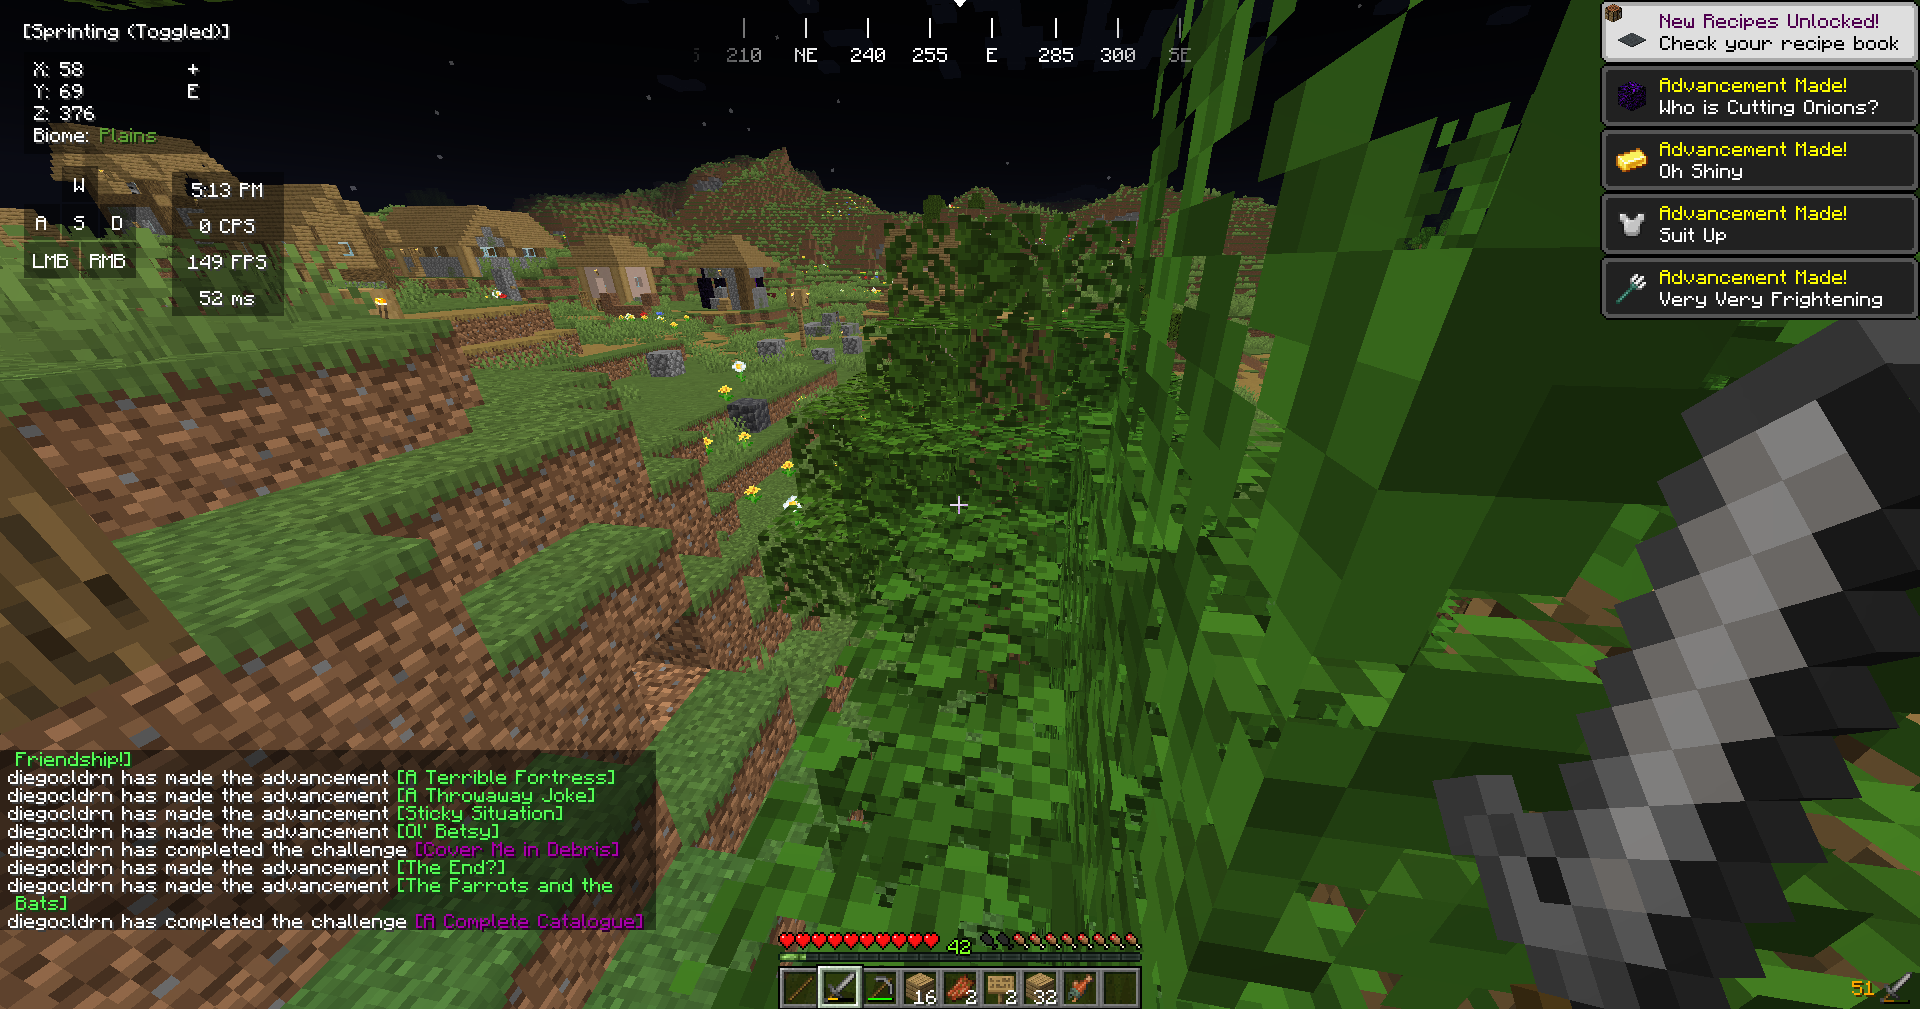 [Sprinting (Toggled)]
X: 58 +
Y: 69 E
Z: 376
Biome: Plains
W
A S D
LMB RMB
5:13 PM
0 CPS
149 FPS
52 ms
210 NE 240 255 E 285 300 SE
New Recipes Unlocked!
Check your recipe book
Advancement Made!
Who is Cutting Onions?
Advancement Made!
Oh Shiny
Advancement Made!
Suit Up
Advancement Made!
Very Very Frightening
Friendship!]
diegocldrn has made the advancement [A Terrible Fortress]
diegocldrn has made the advancement [A Throwaway Joke]
diegocldrn has made the advancement [Sticky Situation]
diegocldrn has made the advancement [Ol' Betsy]
diegocldrn has completed the challenge [Cover Me in Debris]
diegocldrn has made the advancement [The End?]
diegocldrn has made the advancement [The Parrots and the
Bats]
diegocldrn has completed the challenge [A Complete Catalogue]
42
16 2 2 32
51